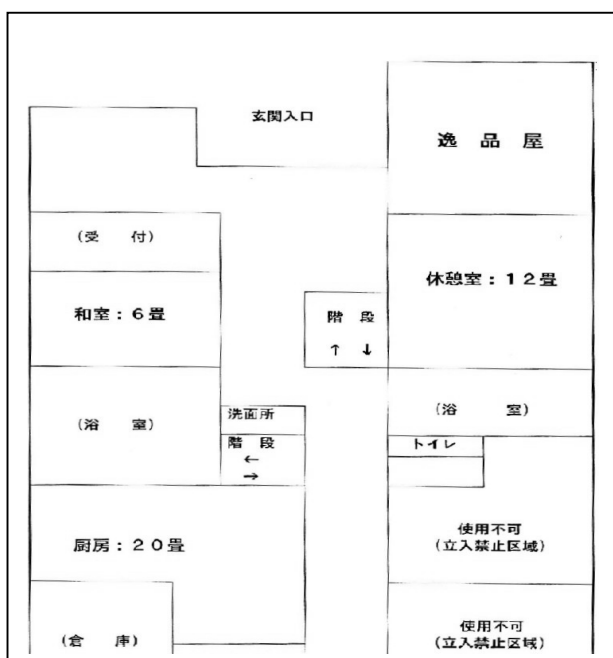 玄関入口
逸 品 屋
(受 付)
和室:6畳
休憩室:12畳
階 段
↑ ↓
(浴 室)
洗面所
階 段
←
→
(浴 室)
トイレ
厨房:20畳
使用不可
(立入禁止区域)
(倉 庫)
使用不可
(立入禁止区域)